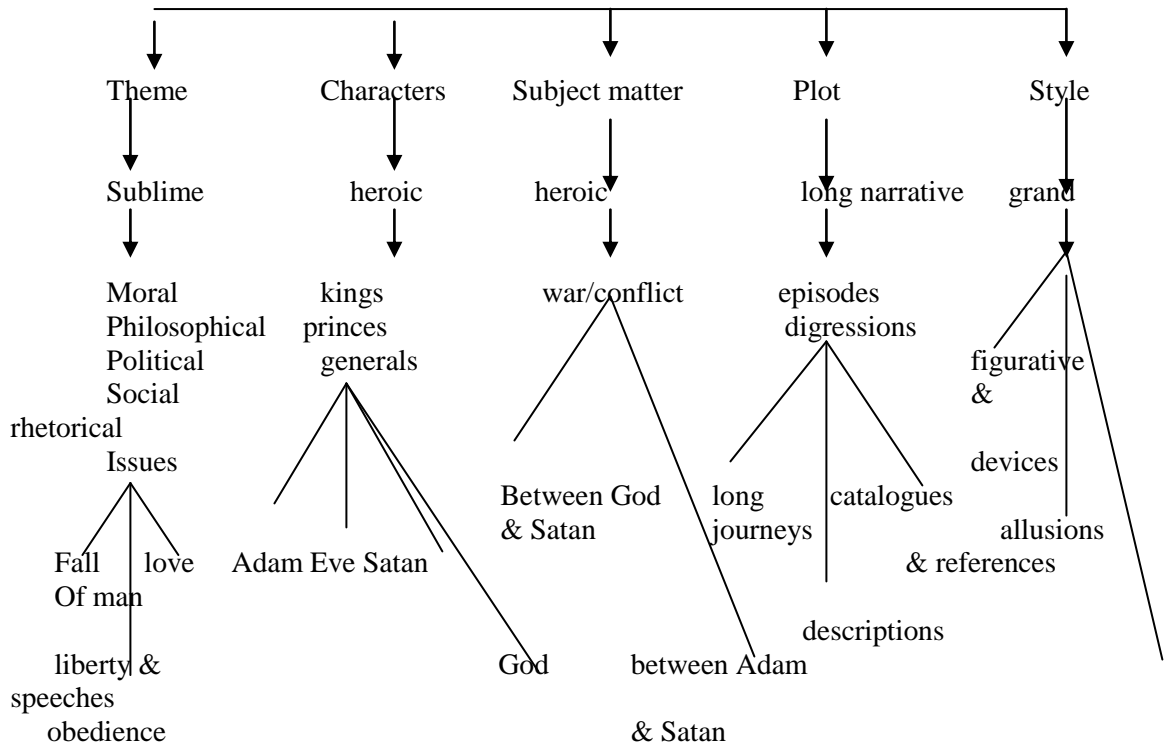 Theme Characters Subject matter Plot Style
Sublime heroic heroic long narrative grand
Moral kings war/conflict episodes
Philosophical princes digressions
Political generals figurative
Social &
rhetorical
Issues devices
Between God long catalogues
& Satan journeys allusions
Fall love Adam Eve Satan & references
Of man
descriptions
liberty & God between Adam
speeches
obedience & Satan